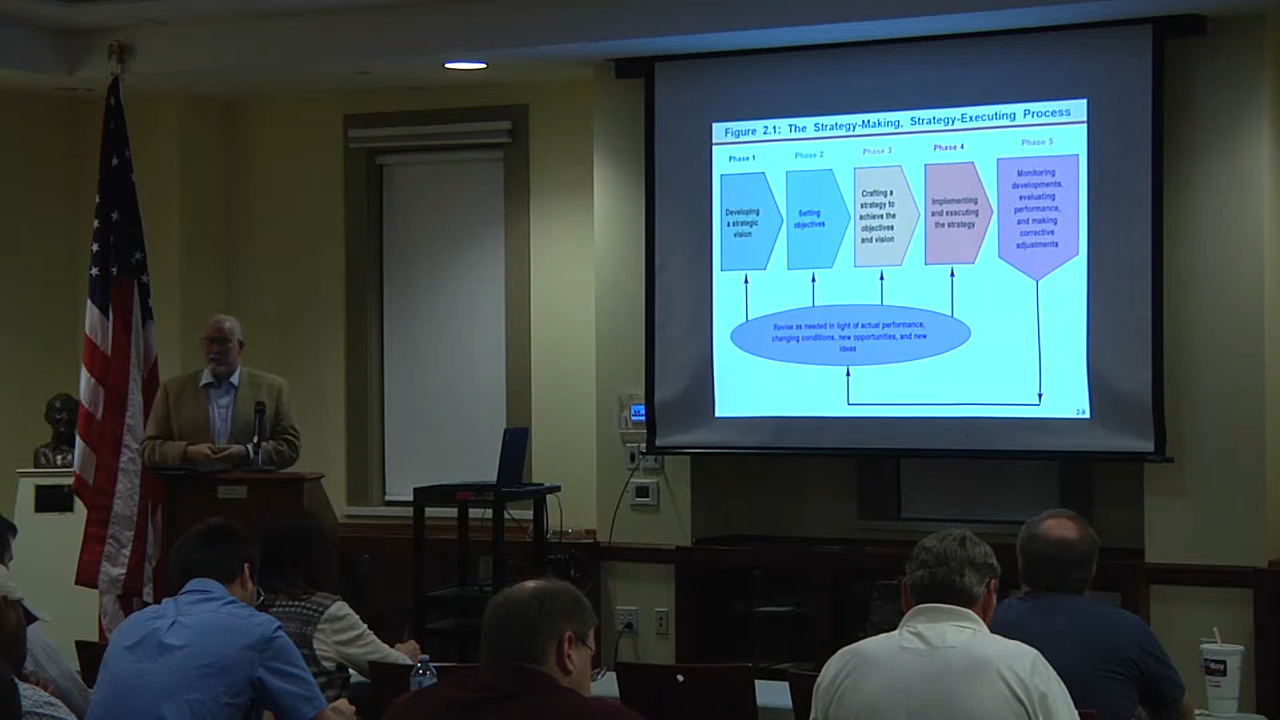 Figure 2.1: The Strategy-Making, Strategy-Executing Process
Phase 1
Phase 2
Phase 3
Phase 4
Phase 5
Developing
a strategic
vision
Setting
objectives
Crafting a
strategy to
achieve the
objectives
and vision
Implementing
and executing
the strategy
Monitoring
developments,
evaluating
performance,
and making
corrective
adjustments
Revise as needed in light of actual performance,
changing conditions, new opportunities, and new
ideas